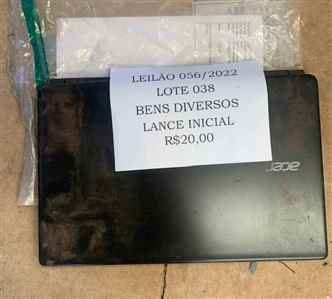 LEILÃO 056/2022
LOTE 038
BENS DIVERSOS
LANCE INICIAL
R$20,00
acer